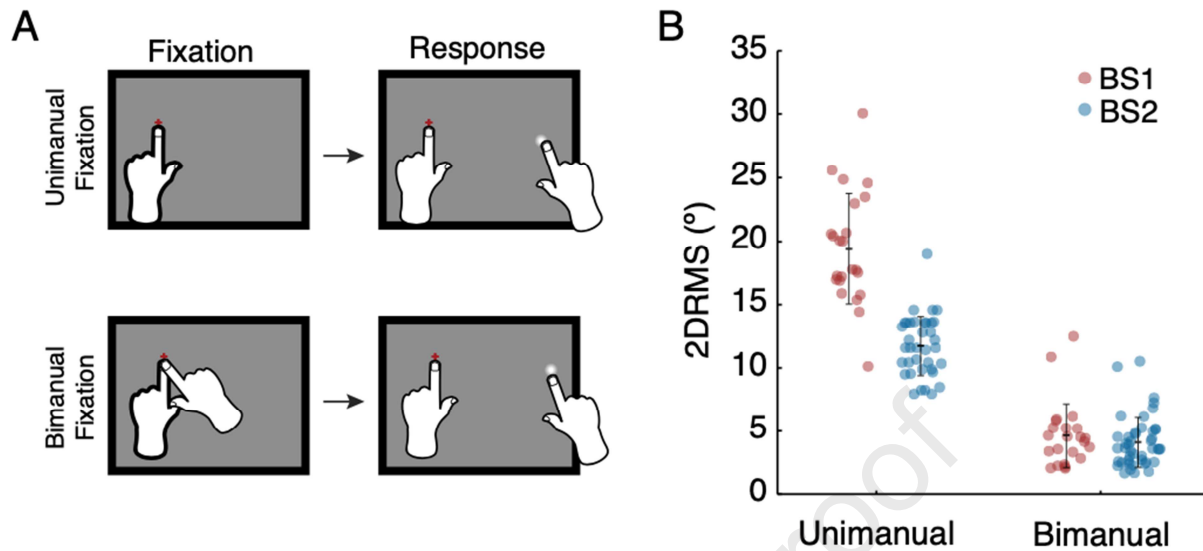 A
Fixation
Response
Unimanual
Fixation
Bimanual
Fixation
B
35
30
25
20
15
10
5
0
2DRMS (º)
BS1
BS2
Unimanual
Bimanual
roof